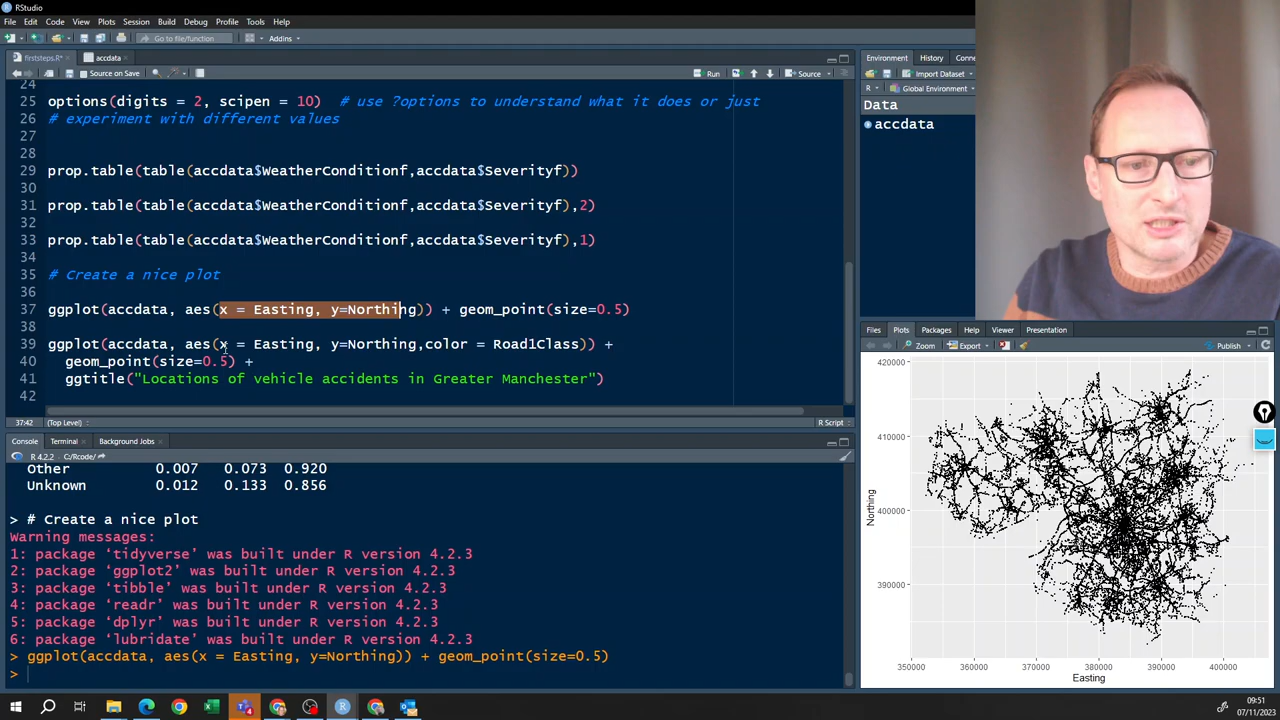 RStudio
File Edit Code View Plots Session Build Debug Profile Tools Help
Go to file/function
Addins
firststeps.R*
accdata
Source on Save
Run
Source
24
25 options(digits = 2, scipen = 10)  # use ?options to understand what it does or just
26 # experiment with different values
27
28
29 prop.table(table(accdata$WeatherConditionf,accdata$Severityf))
30
31 prop.table(table(accdata$WeatherConditionf,accdata$Severityf),2)
32
33 prop.table(table(accdata$WeatherConditionf,accdata$Severityf),1)
34
35 # Create a nice plot
36
37 ggplot(accdata, aes(x = Easting, y=Northing)) + geom_point(size=0.5)
38
39 ggplot(accdata, aes(x = Easting, y=Northing,color = Road1Class)) +
40   geom_point(size=0.5) +
41   ggtitle("Locations of vehicle accidents in Greater Manchester")
42
37:42 (Top Level) R Script
Console Terminal Background Jobs
R 4.2.2 · C:/Rcode/
Other 0.007 0.073 0.920
Unknown 0.012 0.133 0.856
> # Create a nice plot
Warning messages:
1: package ‘tidyverse’ was built under R version 4.2.3
2: package ‘ggplot2’ was built under R version 4.2.3
3: package ‘tibble’ was built under R version 4.2.3
4: package ‘readr’ was built under R version 4.2.3
5: package ‘dplyr’ was built under R version 4.2.3
6: package ‘lubridate’ was built under R version 4.2.3
> ggplot(accdata, aes(x = Easting, y=Northing)) + geom_point(size=0.5)
>
Environment History Conne
Import Dataset
R Global Environment
Data
accdata
Files Plots Packages Help Viewer Presentation
Zoom Export Publish
420000
410000
400000
390000
Northing
350000 360000 370000 380000 390000 400000
Easting
09:51
07/11/2023